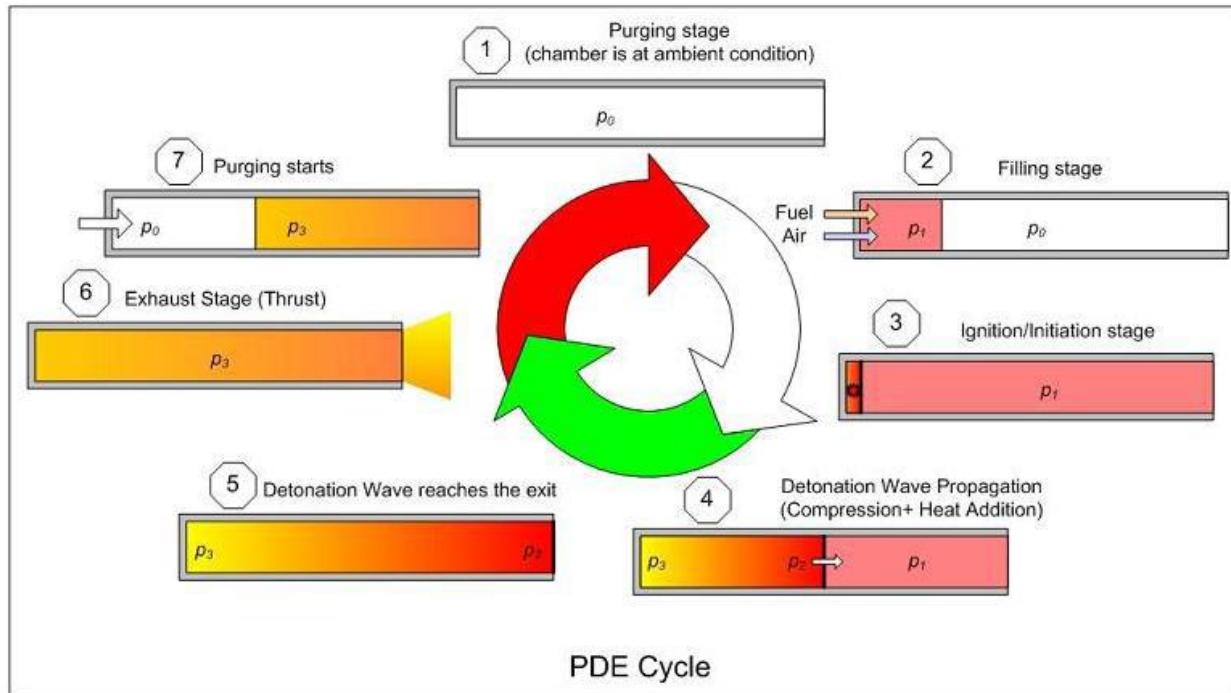 1
Purging stage
(chamber is at ambient condition)
p0
2
Filling stage
Fuel
Air
p1
p0
3
Ignition/Initiation stage
p1
4
Detonation Wave Propagation
(Compression+ Heat Addition)
p3
p2
p1
5
Detonation Wave reaches the exit
p3
p2
6
Exhaust Stage (Thrust)
p3
7
Purging starts
p0
p3
PDE Cycle